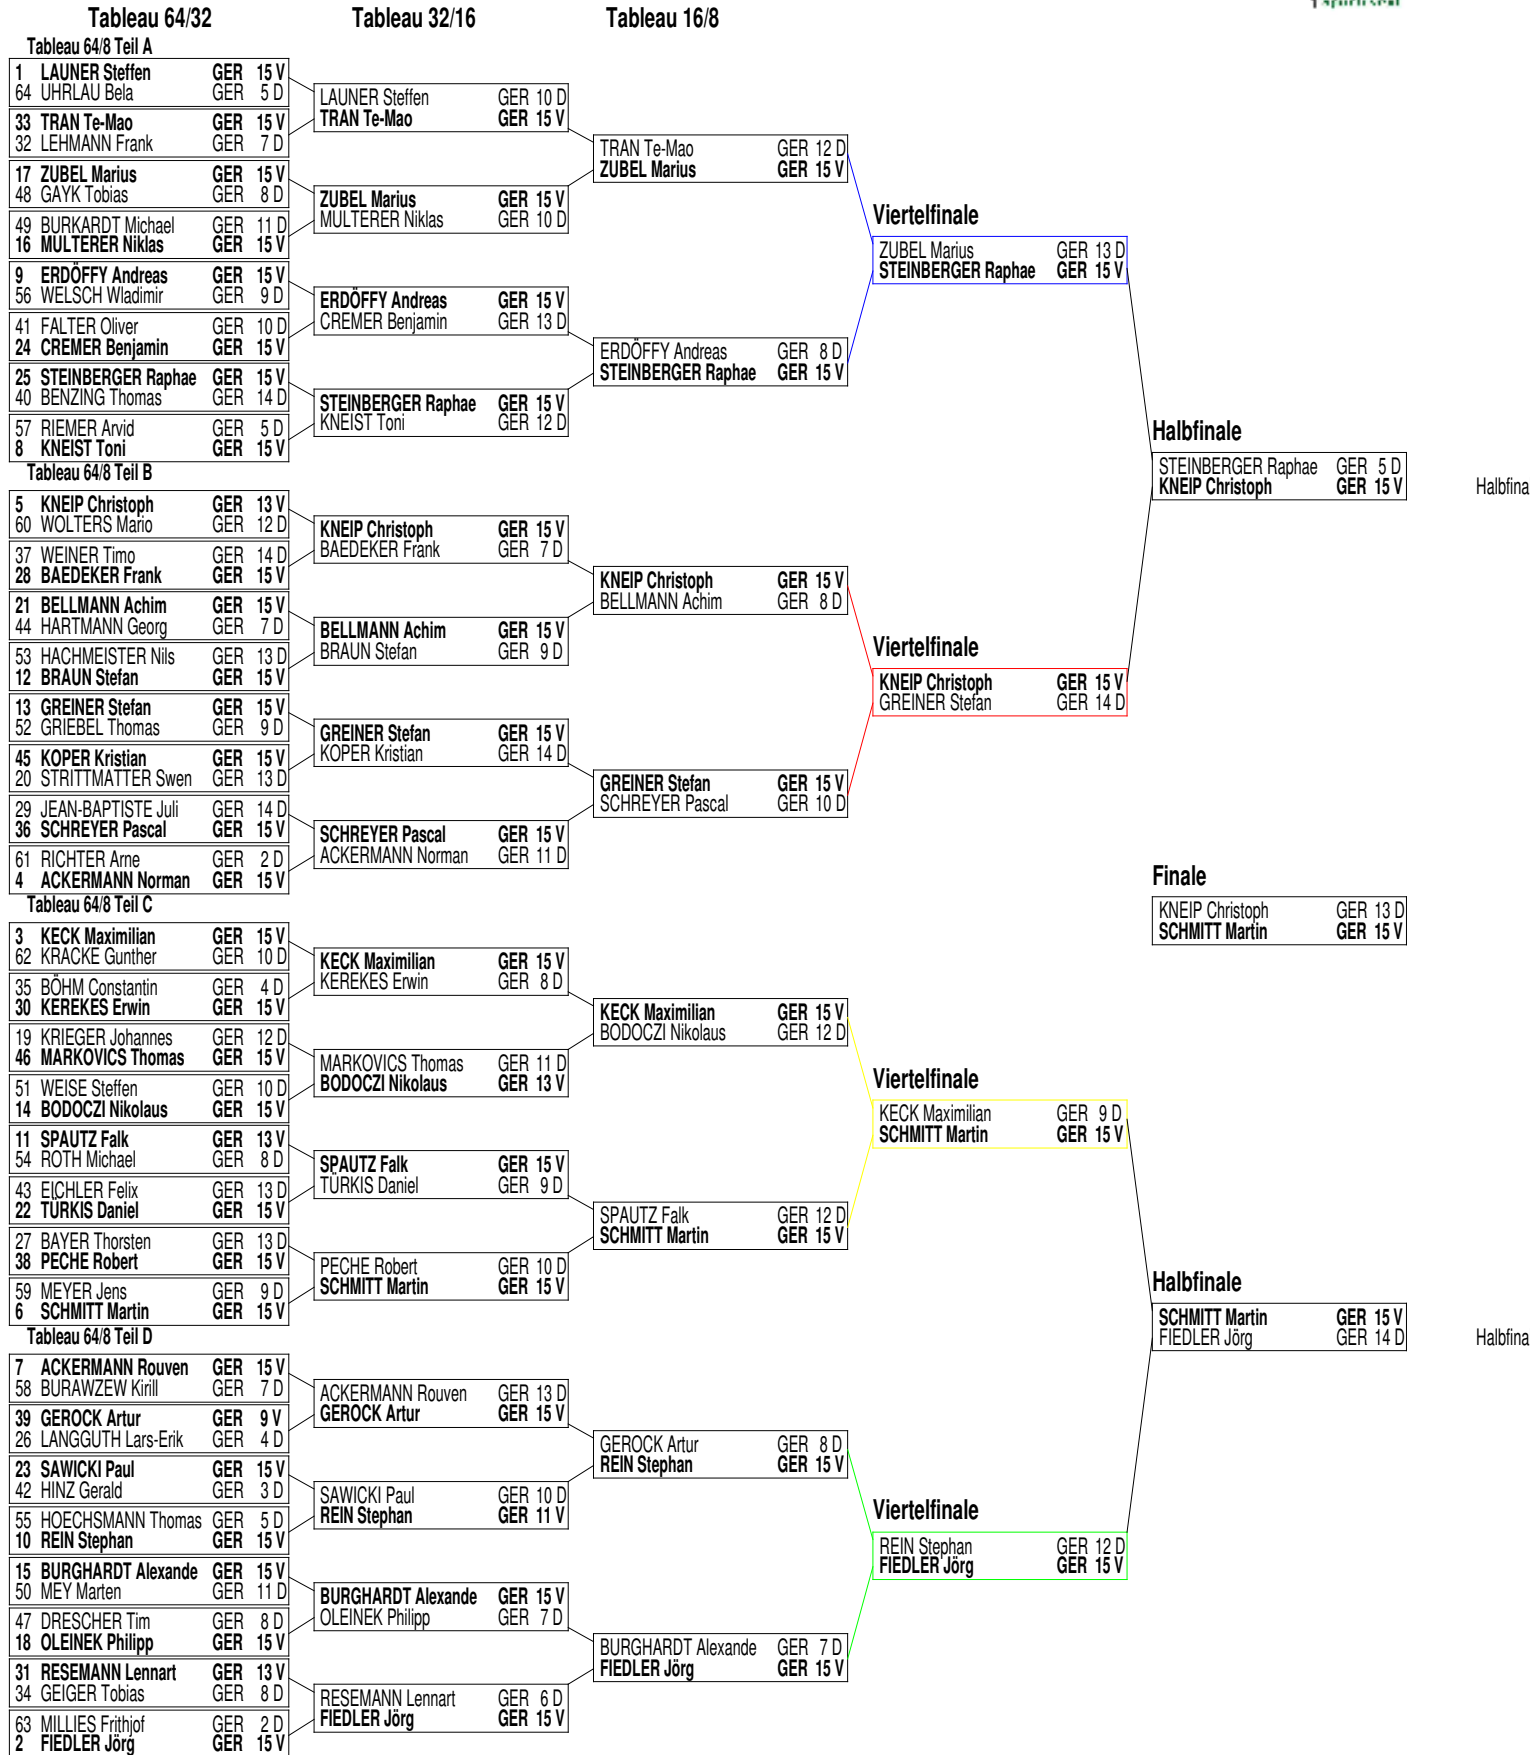 Tableau 64/32
Tableau 32/16
Tableau 16/8
Tableau 64/8 Teil A
1 LAUNER Steffen GER 15 V
64 UHRLAU Bela GER 5 D
33 TRAN Te-Mao GER 15 V
32 LEHMANN Frank GER 7 D
17 ZUBEL Marius GER 15 V
48 GAYK Tobias GER 8 D
49 BURKARDT Michael GER 11 D
16 MULTERER Niklas GER 15 V
9 ERDÖFFY Andreas GER 15 V
56 WELSCH Wladimir GER 9 D
41 FALTER Oliver GER 10 D
24 CREMER Benjamin GER 15 V
25 STEINBERGER Raphae GER 15 V
40 BENZING Thomas GER 14 D
57 RIEMER Arvid GER 5 D
8 KNEIST Toni GER 15 V
Tableau 64/8 Teil B
5 KNEIP Christoph GER 13 V
60 WOLTERS Mario GER 12 D
37 WEINER Timo GER 14 D
28 BAEDEKER Frank GER 15 V
21 BELLMANN Achim GER 15 V
44 HARTMANN Georg GER 7 D
53 HACHMEISTER Nils GER 13 D
12 BRAUN Stefan GER 15 V
13 GREINER Stefan GER 15 V
52 GRIEBEL Thomas GER 9 D
45 KOPER Kristian GER 15 V
20 STRITTMATTER Swen GER 13 D
29 JEAN-BAPTISTE Juli GER 14 D
36 SCHREYER Pascal GER 15 V
61 RICHTER Arne GER 2 D
4 ACKERMANN Norman GER 15 V
Tableau 64/8 Teil C
3 KECK Maximilian GER 15 V
62 KRACKE Gunther GER 10 D
35 BÖHM Constantin GER 4 D
30 KEREKES Erwin GER 15 V
19 KRIEGER Johannes GER 12 D
46 MARKOVICS Thomas GER 15 V
51 WEISE Steffen GER 10 D
14 BODOCZI Nikolaus GER 15 V
11 SPAUTZ Falk GER 13 V
54 ROTH Michael GER 8 D
43 EICHLER Felix GER 13 D
22 TÜRKIS Daniel GER 15 V
27 BAYER Thorsten GER 13 D
38 PECHE Robert GER 15 V
59 MEYER Jens GER 9 D
6 SCHMITT Martin GER 15 V
Tableau 64/8 Teil D
7 ACKERMANN Rouven GER 15 V
58 BURAWZEW Kirill GER 7 D
39 GEROCK Artur GER 9 V
26 LANGGUTH Lars-Erik GER 4 D
23 SAWICKI Paul GER 15 V
42 HINZ Gerald GER 3 D
55 HOECHSMANN Thomas GER 5 D
10 REIN Stephan GER 15 V
15 BURGHARDT Alexande GER 15 V
50 MEY Marten GER 11 D
47 DRESCHER Tim GER 8 D
18 OLEINEK Philipp GER 15 V
31 RESEMANN Lennart GER 13 V
34 GEIGER Tobias GER 8 D
63 MILLIES Frithjof GER 2 D
2 FIEDLER Jörg GER 15 V
LAUNER Steffen GER 10 D
TRAN Te-Mao GER 15 V
ZUBEL Marius GER 15 V
MULTERER Niklas GER 10 D
ERDÖFFY Andreas GER 15 V
CREMER Benjamin GER 13 D
STEINBERGER Raphae GER 15 V
KNEIST Toni GER 12 D
KNEIP Christoph GER 15 V
BAEDEKER Frank GER 7 D
BELLMANN Achim GER 15 V
BRAUN Stefan GER 9 D
GREINER Stefan GER 15 V
KOPER Kristian GER 14 D
SCHREYER Pascal GER 15 V
ACKERMANN Norman GER 11 D
KECK Maximilian GER 15 V
KEREKES Erwin GER 8 D
MARKOVICS Thomas GER 11 D
BODOCZI Nikolaus GER 13 V
SPAUTZ Falk GER 15 V
TÜRKIS Daniel GER 9 D
PECHE Robert GER 10 D
SCHMITT Martin GER 15 V
ACKERMANN Rouven GER 13 D
GEROCK Artur GER 15 V
SAWICKI Paul GER 10 D
REIN Stephan GER 11 V
BURGHARDT Alexande GER 15 V
OLEINEK Philipp GER 7 D
RESEMANN Lennart GER 6 D
FIEDLER Jörg GER 15 V
TRAN Te-Mao GER 12 D
ZUBEL Marius GER 15 V
ERDÖFFY Andreas GER 8 D
STEINBERGER Raphae GER 15 V
KNEIP Christoph GER 15 V
BELLMANN Achim GER 8 D
GREINER Stefan GER 15 V
SCHREYER Pascal GER 10 D
KECK Maximilian GER 15 V
BODOCZI Nikolaus GER 12 D
SPAUTZ Falk GER 12 D
SCHMITT Martin GER 15 V
GEROCK Artur GER 8 D
REIN Stephan GER 15 V
BURGHARDT Alexande GER 7 D
FIEDLER Jörg GER 15 V
Viertelfinale
ZUBEL Marius GER 13 D
STEINBERGER Raphae GER 15 V
Viertelfinale
KNEIP Christoph GER 15 V
GREINER Stefan GER 14 D
Viertelfinale
KECK Maximilian GER 9 D
SCHMITT Martin GER 15 V
Viertelfinale
REIN Stephan GER 12 D
FIEDLER Jörg GER 15 V
Halbfinale
STEINBERGER Raphae GER 5 D
KNEIP Christoph GER 15 V
Halbfina
Finale
KNEIP Christoph GER 13 D
SCHMITT Martin GER 15 V
Halbfinale
SCHMITT Martin GER 15 V
FIEDLER Jörg GER 14 D
Halbfina